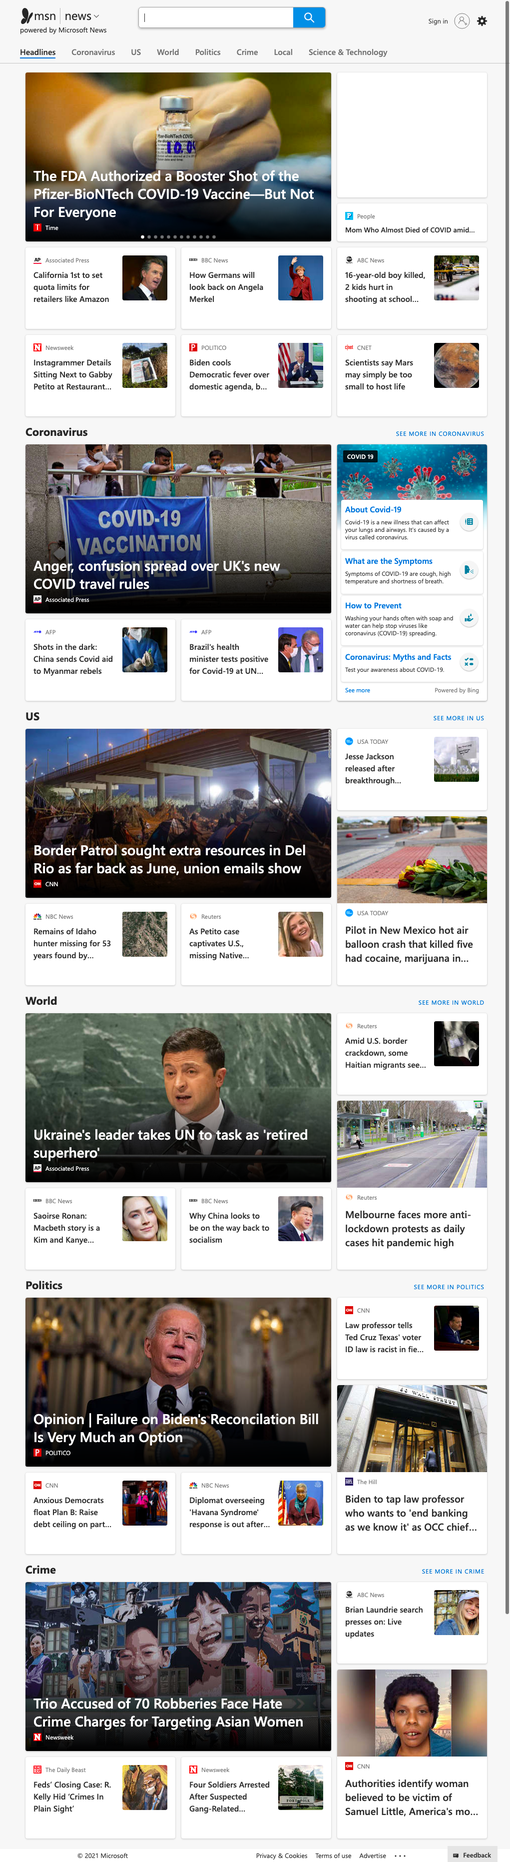 msn | news
powered by Microsoft News
Sign in
Headlines Coronavirus US World Politics Crime Local Science & Technology
The FDA Authorized a Booster Shot of the
Pfizer-BioNTech COVID-19 Vaccine—But Not
For Everyone
Time
People
Mom Who Almost Died of COVID amid...
Associated Press
California 1st to set
quota limits for
retailers like Amazon
BBC News
How Germans will
look back on Angela
Merkel
ABC News
16-year-old boy killed,
2 kids hurt in
shooting at school...
Newsweek
Instagrammer Details
Sitting Next to Gabby
Petito at Restaurant...
POLITICO
Biden cools
Democratic fever over
domestic agenda, b...
CNET
Scientists say Mars
may simply be too
small to host life
Coronavirus
SEE MORE IN CORONAVIRUS
COVID-19
VACCINATION
CENTER
Anger, confusion spread over UK's new
COVID travel rules
Associated Press
COVID 19
About Covid-19
Covid-19 is a new illness that can affect
your lungs and airways. It's caused by a
virus called coronavirus.
What are the Symptoms
Symptoms of COVID-19 are cough, high
temperature and shortness of breath.
How to Prevent
Washing your hands often with soap and
water can help stop viruses like
coronavirus (COVID-19) spreading.
Coronavirus: Myths and Facts
Test your awareness about COVID-19.
See more
Powered by Bing
AFP
Shots in the dark:
China sends Covid aid
to Myanmar rebels
AFP
Brazil's health
minister tests positive
for Covid-19 at UN...
US
SEE MORE IN US
Border Patrol sought extra resources in Del
Rio as far back as June, union emails show
CNN
USA TODAY
Jesse Jackson
released after
breakthrough...
USA TODAY
Pilot in New Mexico hot air
balloon crash that killed five
had cocaine, marijuana in...
NBC News
Remains of Idaho
hunter missing for 53
years found by...
Reuters
As Petito case
captivates U.S.,
missing Native...
World
SEE MORE IN WORLD
Ukraine's leader takes UN to task as 'retired
superhero'
Associated Press
Reuters
Amid U.S. border
crackdown, some
Haitian migrants see...
Reuters
Melbourne faces more anti-
lockdown protests as daily
cases hit pandemic high
BBC News
Saoirse Ronan:
Macbeth story is a
Kim and Kanye...
BBC News
Why China looks to
be on the way back to
socialism
Politics
SEE MORE IN POLITICS
Opinion | Failure on Biden's Reconciliation Bill
Is Very Much an Option
POLITICO
CNN
Law professor tells
Ted Cruz Texas' voter
ID law is racist in fie...
The Hill
Biden to tap law professor
who wants to 'end banking
as we know it' as OCC chief...
CNN
Anxious Democrats
float Plan B: Raise
debt ceiling on part...
NBC News
Diplomat overseeing
'Havana Syndrome'
response is out after...
Crime
SEE MORE IN CRIME
Trio Accused of 70 Robberies Face Hate
Crime Charges for Targeting Asian Women
Newsweek
ABC News
Brian Laundrie search
presses on: Live
updates
CNN
Authorities identify woman
believed to be victim of
Samuel Little, America's mo...
The Daily Beast
Feds' Closing Case: R.
Kelly Hid 'Crimes In
Plain Sight'
Newsweek
Four Soldiers Arrested
After Suspected
Gang-Related...
© 2021 Microsoft
Privacy & Cookies Terms of use Advertise
Feedback